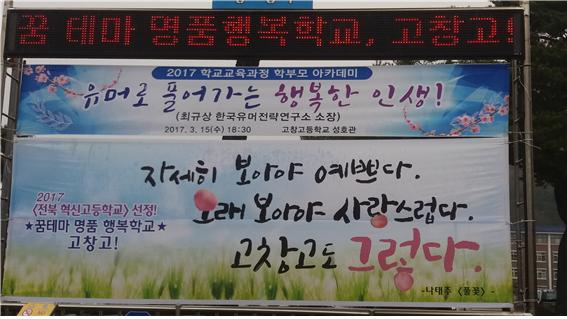 꿈 테마 명품행복학교, 고창고!
2017 학교교육과정 학부모 아카데미
유머로 풀어가는 행복한 인생!
(최규상 한국유머전략연구소 소장)
2017. 3. 15(수) 18:30 고창고등학교 성호관
자세히 보아야 예쁘다.
오래 보아야 사랑스럽다.
고창고도 그렇다.
-나태주 <풀꽃>-
2017
<전북 혁신고등학교> 선정!
★꿈테마 명품 행복학교★
고창고!